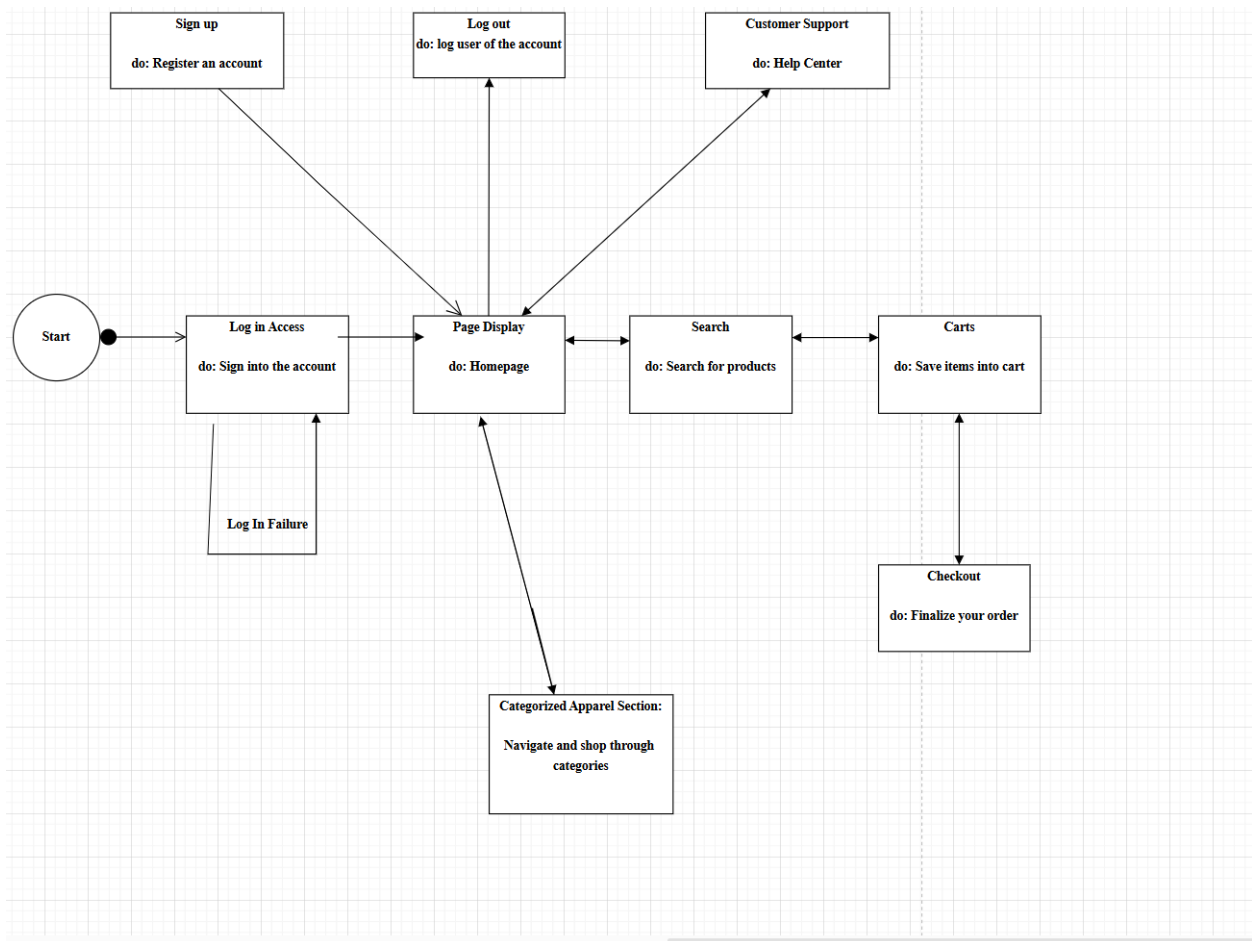 Sign up
do: Register an account
Log out
do: log user of the account
Customer Support
do: Help Center
Start
Log in Access
do: Sign into the account
Page Display
do: Homepage
Search
do: Search for products
Carts
do: Save items into cart
Log In Failure
Checkout
do: Finalize your order
Categorized Apparel Section:
Navigate and shop through
categories